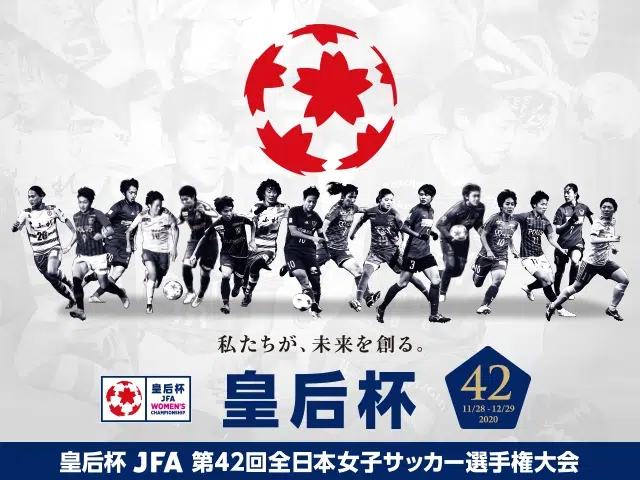 私たちが、未来を創る。
皇后杯
JFA
WOMEN'S
CHAMPIONSHIP
皇后杯
42
11/28 - 12/29
2020
皇后杯 JFA 第42回全日本女子サッカー選手権大会